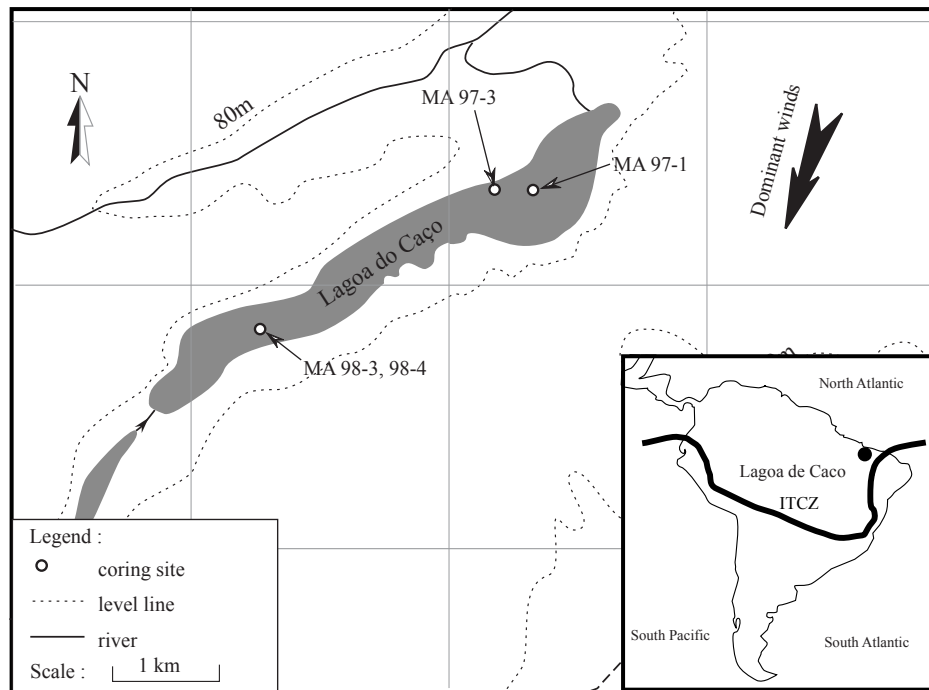 N
80m
MA 97-3
MA 97-1
Dominant winds
Lagoa do Caço
MA 98-3, 98-4
North Atlantic
Lagoa de Caco
ITCZ
South Pacific
South Atlantic
Legend :
coring site
level line
river
Scale :
1 km